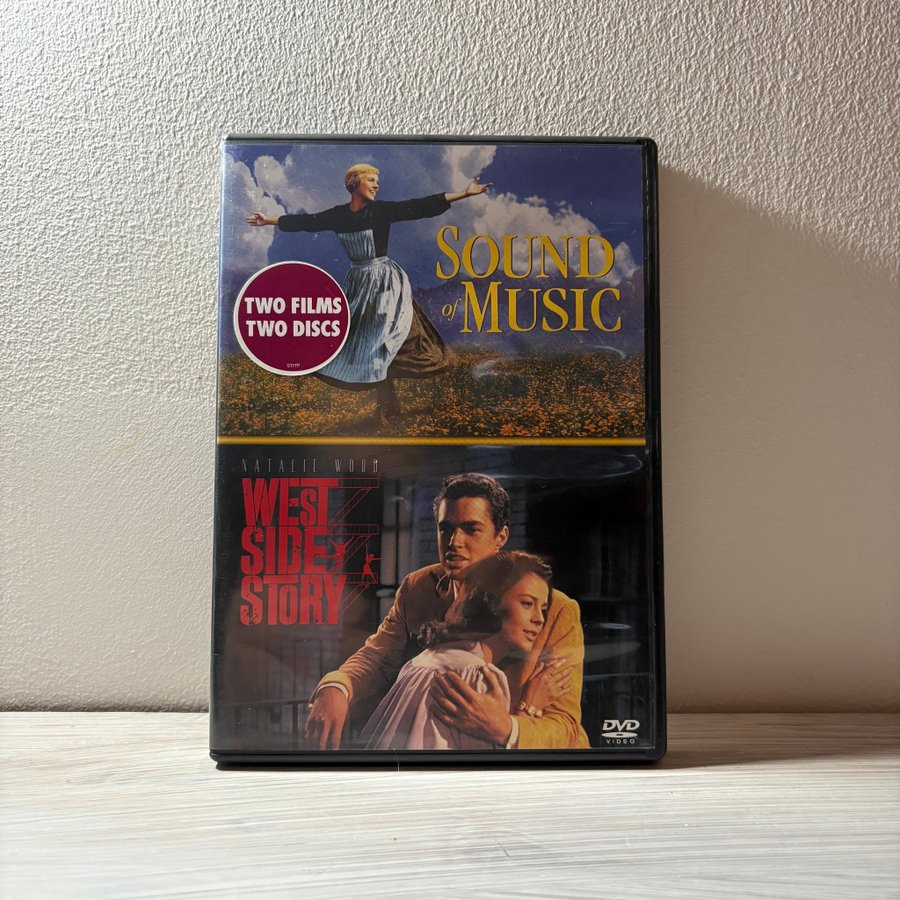 SOUND
of MUSIC
TWO FILMS
TWO DISCS
NATALIE WOOD
WEST
SIDE
STORY
DVD
VIDEO